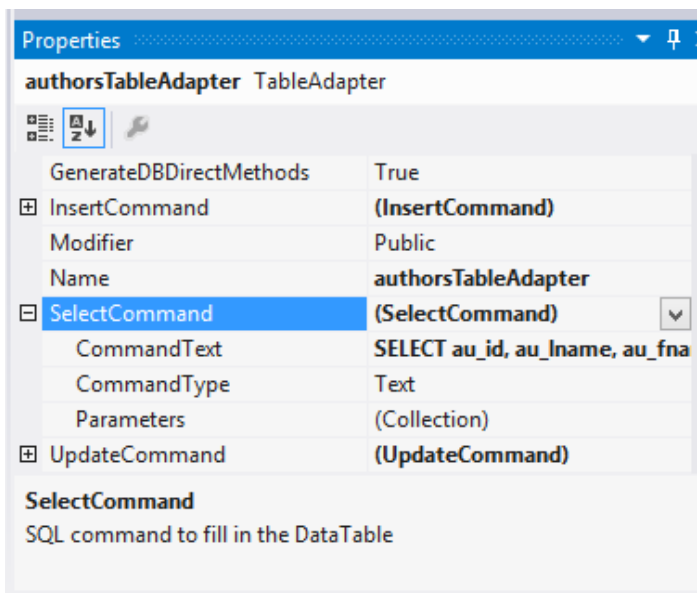 Properties
authorsTableAdapter TableAdapter
GenerateDBDirectMethods True
InsertCommand (InsertCommand)
Modifier Public
Name authorsTableAdapter
SelectCommand (SelectCommand)
CommandText SELECT au_id, au_lname, au_fna
CommandType Text
Parameters (Collection)
UpdateCommand (UpdateCommand)
SelectCommand
SQL command to fill in the DataTable